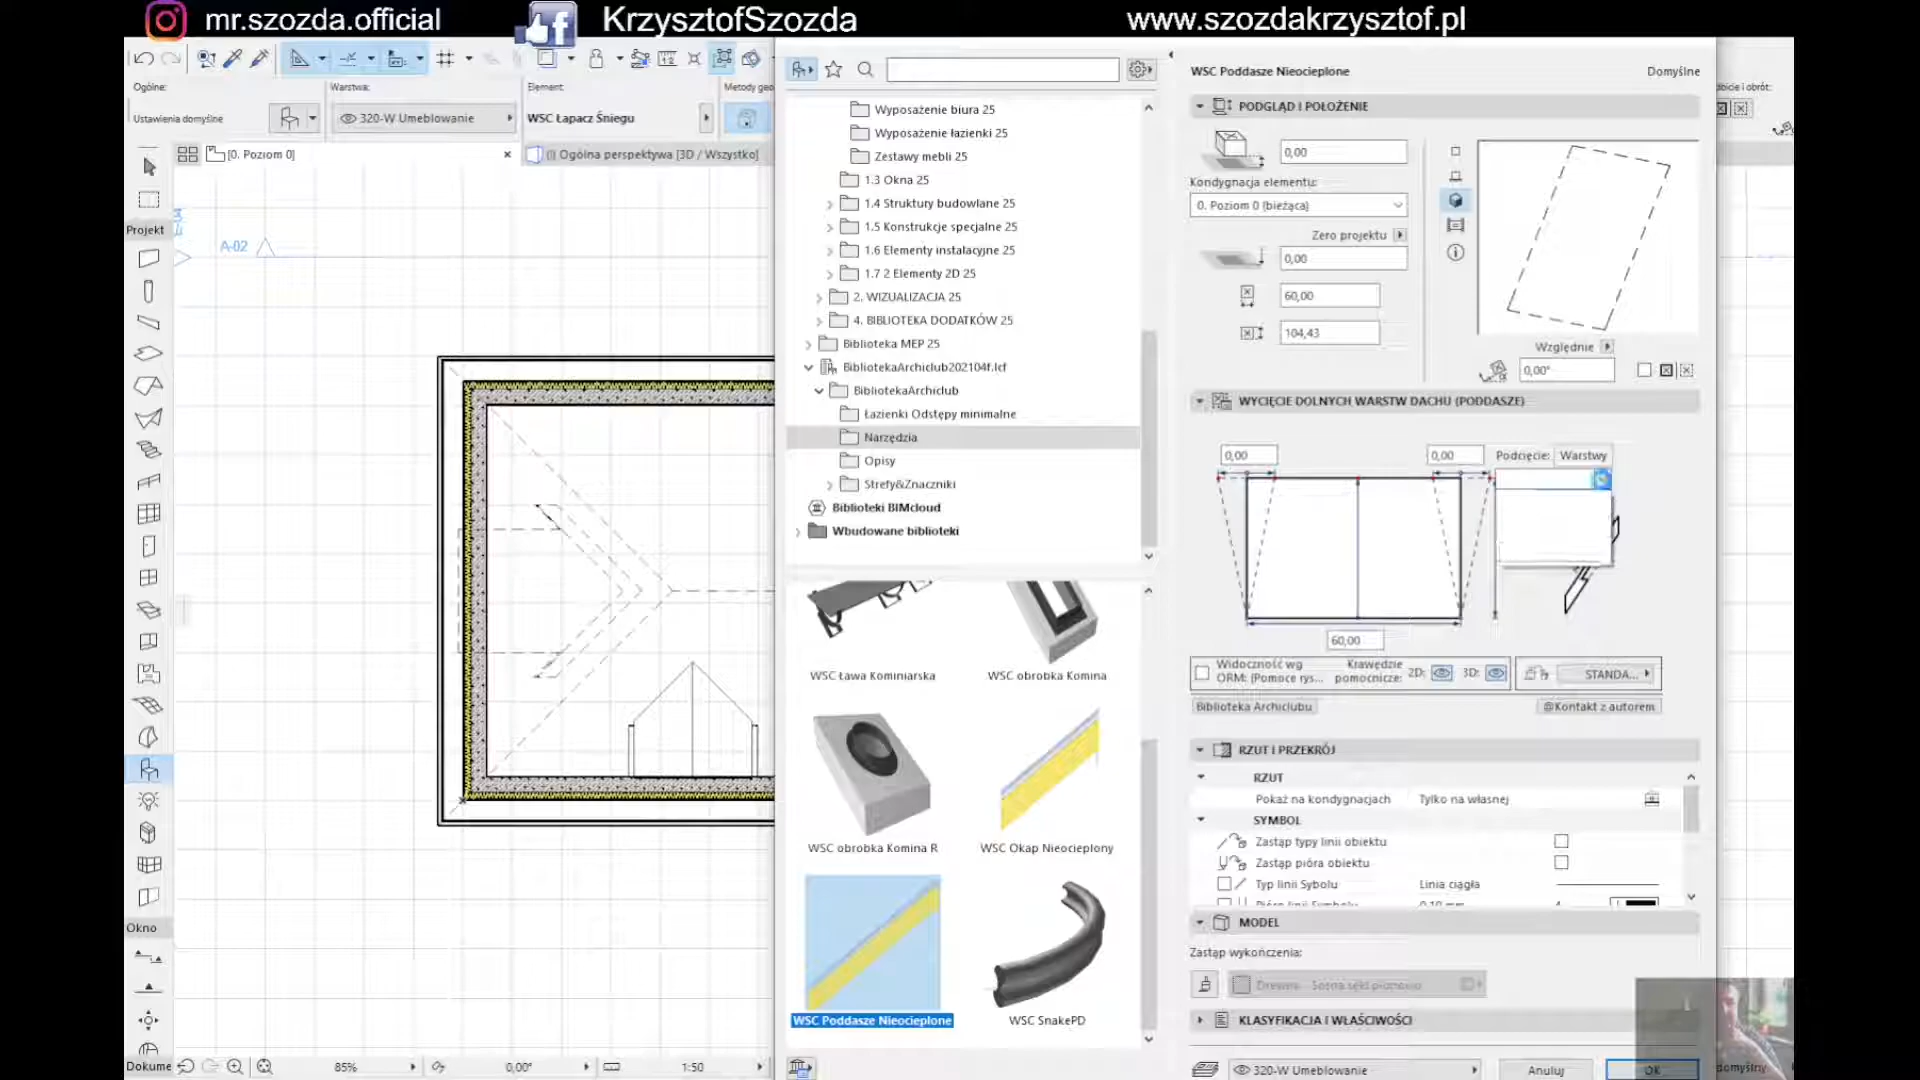 mr.szozda.official
KrzysztofSzozda
www.szozdakrzysztof.pl
Ogólne:
Ustawienia domyślne
Warstwa:
320-W Umeblowanie
Element:
WSC Łapacz Śniegu
Metody geo
[0. Poziom 0]
(!) Ogólna perspektywa [3D / Wszystko]
Projekt
A-02
Okno
Dokume
85%
0,00°
1:50
Wyposażenie biura 25
Wyposażenie łazienki 25
Zestawy mebli 25
1.3 Okna 25
1.4 Struktury budowlane 25
1.5 Konstrukcje specjalne 25
1.6 Elementy instalacyjne 25
1.7 2 Elementy 2D 25
2. WIZUALIZACJA 25
4. BIBLIOTEKA DODATKÓW 25
Biblioteka MEP 25
BibliotekaArchiclub202104f.lcf
BibliotekaArchiclub
Łazienki Odstępy minimalne
Narzędzia
Opisy
Strefy&Znaczniki
Biblioteki BIMcloud
Wbudowane biblioteki
WSC Ława Kominiarska
WSC obrobka Komina
WSC obrobka Komina R
WSC Okap Nieocieplony
WSC Poddasze Nieocieplone
WSC SnakePD
WSC Poddasze Nieocieplone
Domyślne
PODGLĄD I POŁOŻENIE
0,00
Kondygnacja elementu:
0. Poziom 0 (bieżąca)
Zero projektu
0,00
60,00
104,43
Względnie
0,00°
WYCIĘCIE DOLNYCH WARSTW DACHU (PODDASZE)
0,00
0,00
Podcięcie:
Warstwy
60,00
Widoczność wg
ORM: (Pomoce rys...
Krawędzie
pomocnicze:
2D:
3D:
STANDA...
Biblioteka Archiclubu
@Kontakt z autorem
RZUT I PRZEKRÓJ
RZUT
Pokaż na kondygnacjach
Tylko na własnej
SYMBOL
Zastąp typy linii obiektu
Zastąp pióra obiektu
Typ linii Sybolu
Linia ciągła
MODEL
Zastąp wykończenia:
KLASYFIKACJA I WŁAŚCIWOŚCI
320-W Umeblowanie
Anuluj
OK
bicie i obrót:
domyślny